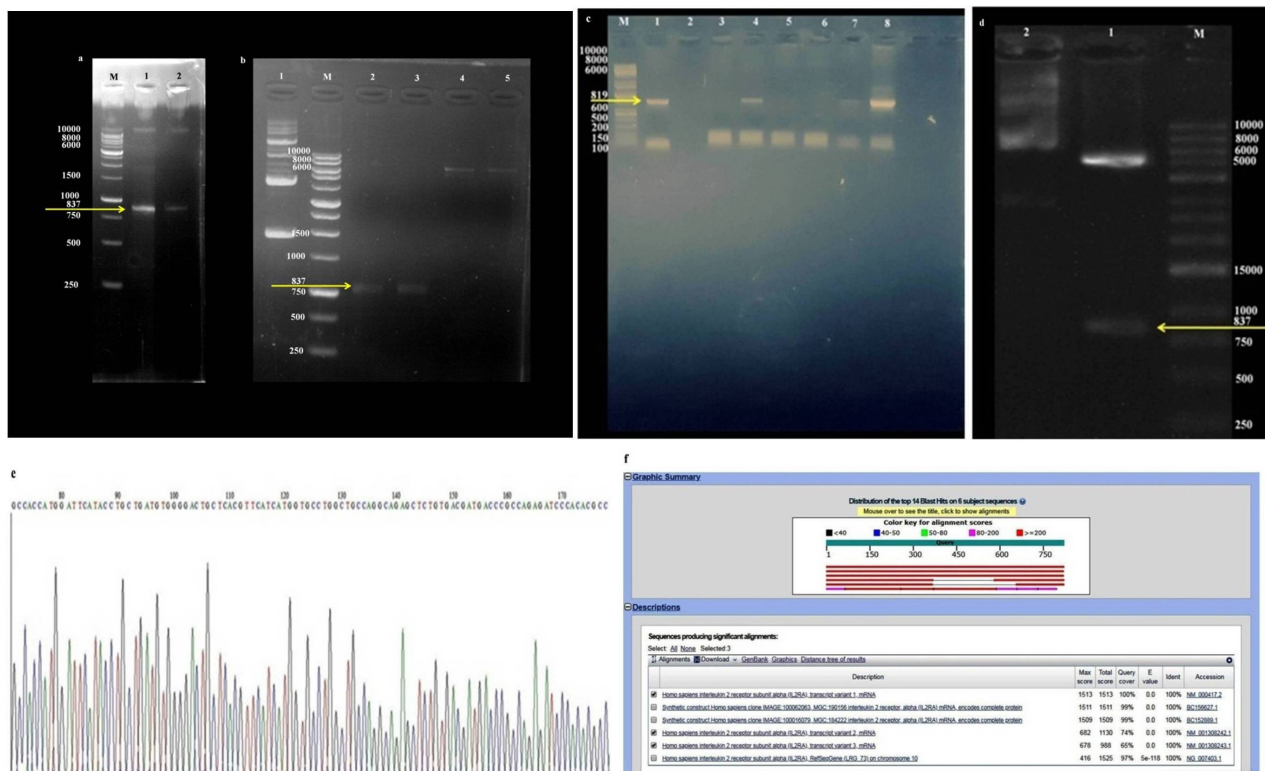 a
M 1 2
10000
8000
6000
1500
1000
837
750
500
250
b
1 M 2 3 4 5
10000
8000
6000
1500
1000
837
750
500
250
c
M 1 2 3 4 5 6 7 8
10000
8000
6000
819
600
500
200
150
100
d
2 1 M
10000
8000
6000
5000
15000
1000
837
750
500
250
e
80 90 100 110 120 130 140 150 160 170
GCCACCATGGATTCATACCTGCTGATGTGGGGACTGCTCACGTTCATCATGGTGCCTGGCTGCCAGGCAGAGCTCTGTGACGATGACCCGCCAGAGATCCCACACGCC
f
Graphic Summary
Distribution of the top 14 Blast Hits on 6 subject sequences
Mouse over to see the title, click to show alignments
Color key for alignment scores
<40 40-50 50-80 80-200 >=200
Query
1 150 300 450 600 750
Descriptions
Sequences producing significant alignments:
Select: All None Selected:3
Alignments Download GenBank Graphics Distance tree of results
Description Max score Total score Query cover E value Ident Accession
Homo sapiens interleukin 2 receptor subunit alpha (IL2RA), transcript variant 1, mRNA 1513 1513 100% 0.0 100% NM_000417.2
Synthetic construct Homo sapiens clone IMAGE:100062063, MGC:190156 interleukin 2 receptor, alpha (IL2RA) mRNA, encodes complete protein 1511 1511 99% 0.0 100% BC156627.1
Synthetic construct Homo sapiens clone IMAGE:100016079, MGC:184222 interleukin 2 receptor, alpha (IL2RA) mRNA, encodes complete protein 1509 1509 99% 0.0 100% BC152889.1
Homo sapiens interleukin 2 receptor subunit alpha (IL2RA), transcript variant 2, mRNA 682 1130 74% 0.0 100% NM_001308242.1
Homo sapiens interleukin 2 receptor subunit alpha (IL2RA), transcript variant 3, mRNA 678 988 65% 0.0 100% NM_001308243.1
Homo sapiens interleukin 2 receptor subunit alpha (IL2RA), RefSeqGene (LRG_73) on chromosome 10 416 1525 97% 5e-118 100% NG_007403.1